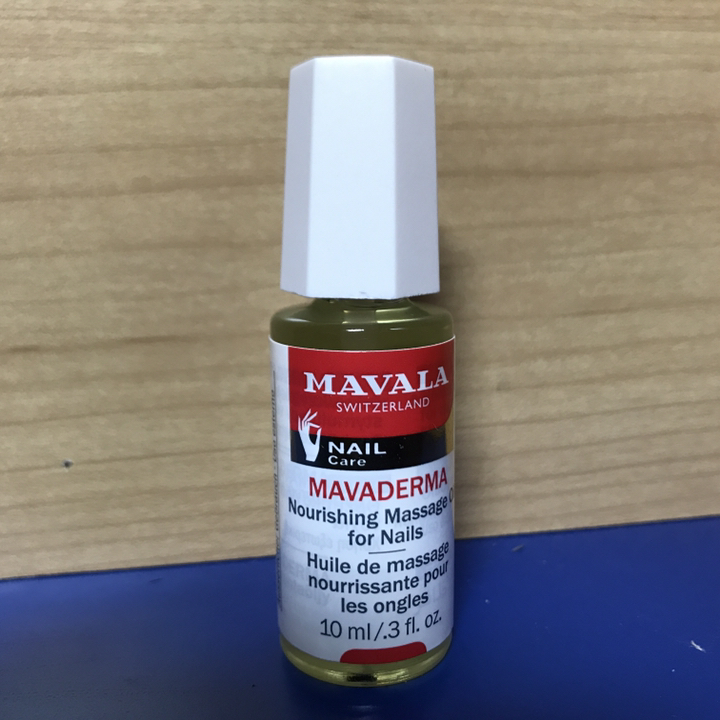 MAVALA
SWITZERLAND
NAIL
Care
MAVADERMA
Nourishing Massage
for Nails
Huile de massage
nourrissante pour
les ongles
10 ml/.3 fl. oz.